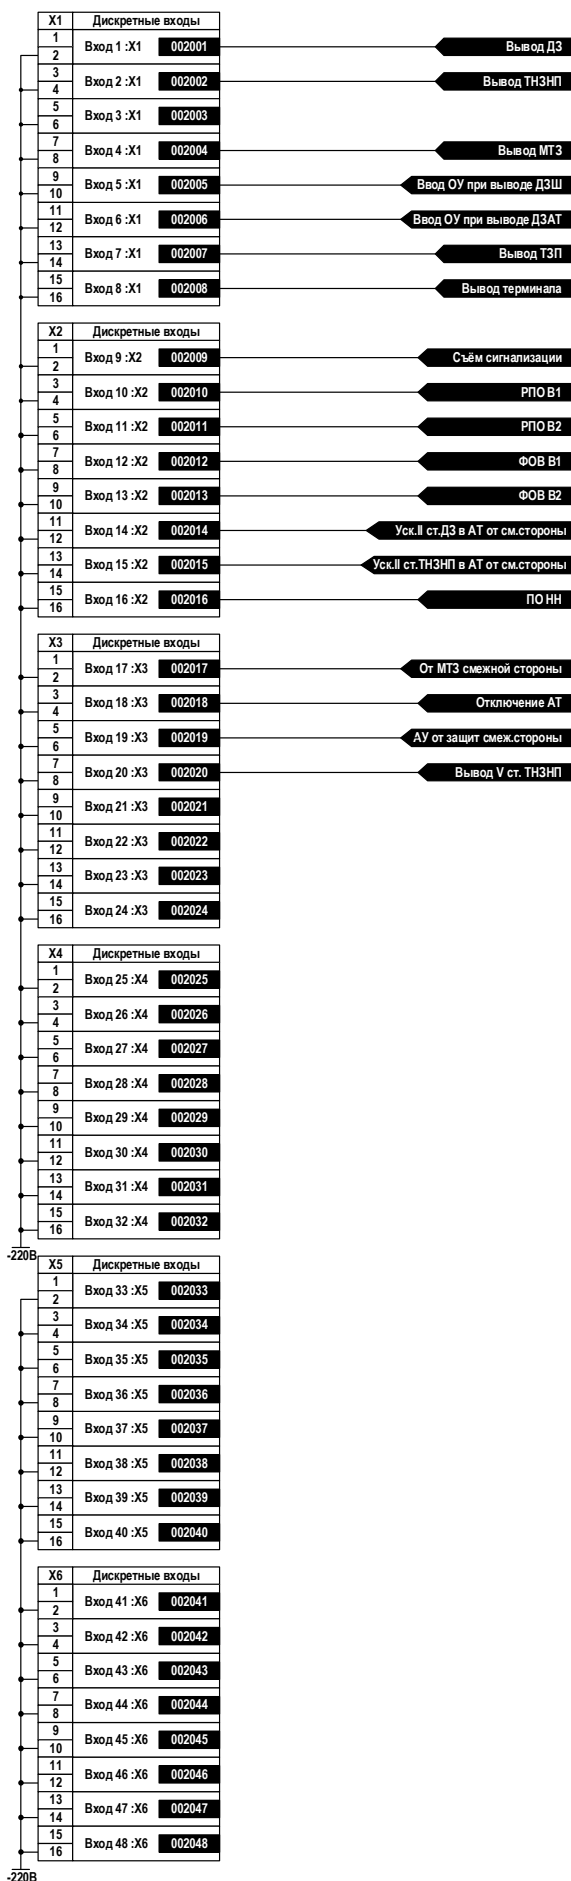 X1 Дискретные входы
1
Вход 1 :X1 002001 Вывод ДЗ
2
3
Вход 2 :X1 002002 Вывод ТНЗНП
4
5
Вход 3 :X1 002003
6
7
Вход 4 :X1 002004 Вывод МТЗ
8
9
Вход 5 :X1 002005 Ввод ОУ при выводе ДЗШ
10
11
Вход 6 :X1 002006 Ввод ОУ при выводе ДЗАТ
12
13
Вход 7 :X1 002007 Вывод ТЗП
14
15
Вход 8 :X1 002008 Вывод терминала
16
X2 Дискретные входы
1
Вход 9 :X2 002009 Съём сигнализации
2
3
Вход 10 :X2 002010 РПО В1
4
5
Вход 11 :X2 002011 РПО В2
6
7
Вход 12 :X2 002012 ФОВ В1
8
9
Вход 13 :X2 002013 ФОВ В2
10
11
Вход 14 :X2 002014 Уск.II ст.ДЗ в АТ от см.стороны
12
13
Вход 15 :X2 002015 Уск.II ст.ТНЗНП в АТ от см.стороны
14
15
Вход 16 :X2 002016 ПО НН
16
X3 Дискретные входы
1
Вход 17 :X3 002017 От МТЗ смежной стороны
2
3
Вход 18 :X3 002018 Отключение АТ
4
5
Вход 19 :X3 002019 АУ от защит смеж.стороны
6
7
Вход 20 :X3 002020 Вывод V ст. ТНЗНП
8
9
Вход 21 :X3 002021
10
11
Вход 22 :X3 002022
12
13
Вход 23 :X3 002023
14
15
Вход 24 :X3 002024
16
X4 Дискретные входы
1
Вход 25 :X4 002025
2
3
Вход 26 :X4 002026
4
5
Вход 27 :X4 002027
6
7
Вход 28 :X4 002028
8
9
Вход 29 :X4 002029
10
11
Вход 30 :X4 002030
12
13
Вход 31 :X4 002031
14
15
Вход 32 :X4 002032
16
-220В
X5 Дискретные входы
1
Вход 33 :X5 002033
2
3
Вход 34 :X5 002034
4
5
Вход 35 :X5 002035
6
7
Вход 36 :X5 002036
8
9
Вход 37 :X5 002037
10
11
Вход 38 :X5 002038
12
13
Вход 39 :X5 002039
14
15
Вход 40 :X5 002040
16
X6 Дискретные входы
1
Вход 41 :X6 002041
2
3
Вход 42 :X6 002042
4
5
Вход 43 :X6 002043
6
7
Вход 44 :X6 002044
8
9
Вход 45 :X6 002045
10
11
Вход 46 :X6 002046
12
13
Вход 47 :X6 002047
14
15
Вход 48 :X6 002048
16
-220В